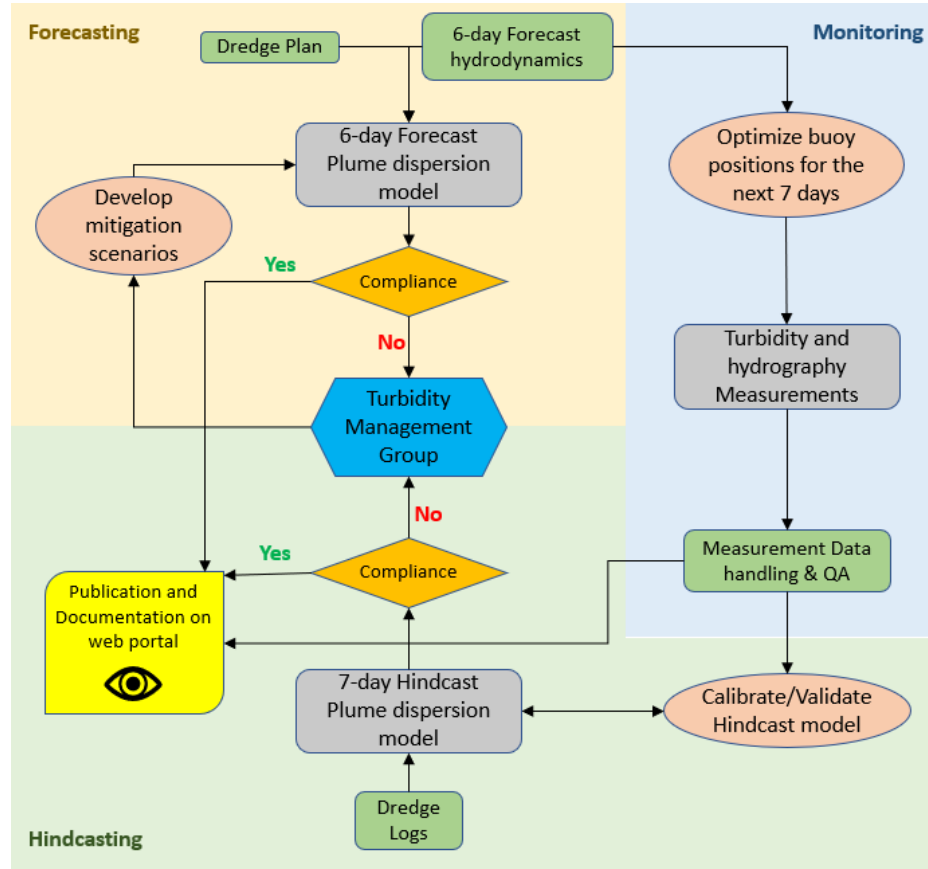 Forecasting
Dredge Plan
6-day Forecast
hydrodynamics
Monitoring
6-day Forecast
Plume dispersion
model
Optimize buoy
positions for the
next 7 days
Develop
mitigation
scenarios
Yes
Compliance
No
Turbidity and
hydrography
Measurements
Turbidity
Management
Group
No
Yes
Compliance
Measurement Data
handling & QA
Publication and
Documentation on
web portal
7-day Hindcast
Plume dispersion
model
Calibrate/Validate
Hindcast model
Dredge
Logs
Hindcasting